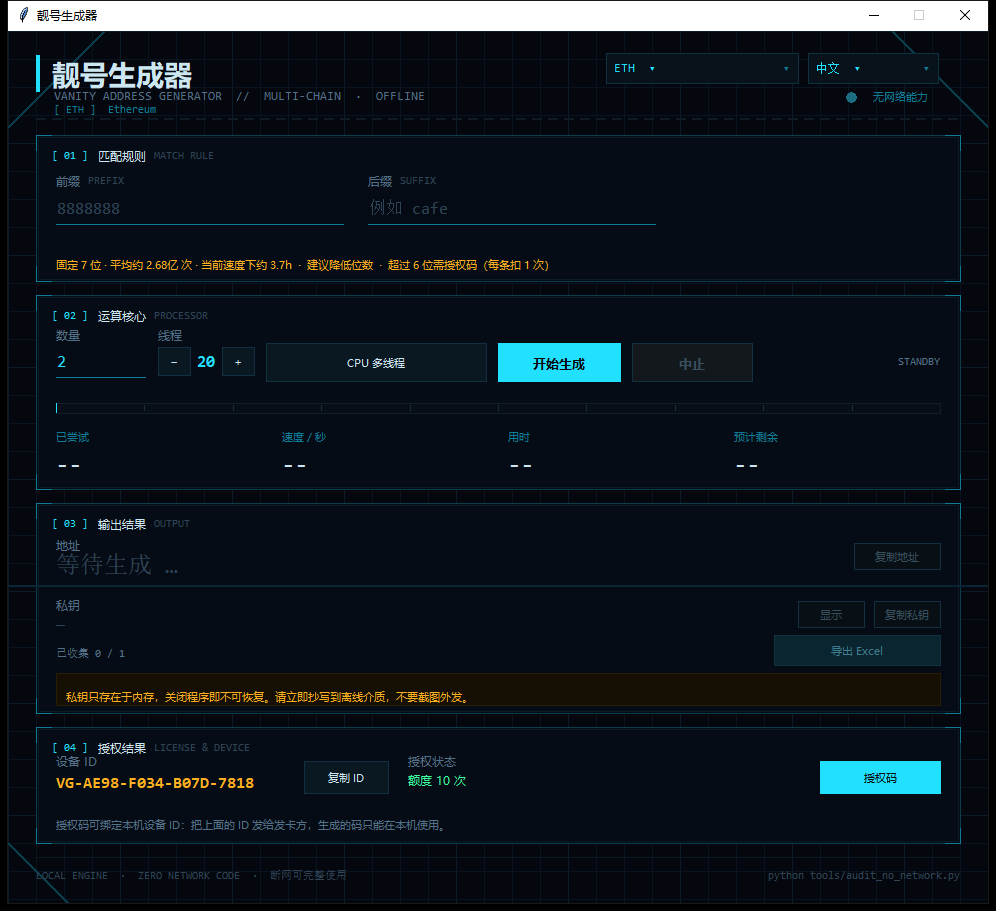 靓号生成器
靓号生成器
ETH
中文
VANITY ADDRESS GENERATOR // MULTI-CHAIN · OFFLINE
无网络能力
[ ETH ] Ethereum
[ 01 ] 匹配规则 MATCH RULE
前缀 PREFIX 后缀 SUFFIX
8888888 例如 cafe
固定 7 位 · 平均约 2.68亿 次 · 当前速度下约 3.7h · 建议降低位数 · 超过 6 位需授权码（每条扣 1 次）
[ 02 ] 运算核心 PROCESSOR
数量 线程
2 − 20 + CPU 多线程 开始生成 中止 STANDBY
已尝试 速度 / 秒 用时 预计剩余
-- -- -- --
[ 03 ] 输出结果 OUTPUT
地址
等待生成 … 复制地址
私钥
— 显示 复制私钥
已收集 0 / 1 导出 Excel
私钥只存在于内存，关闭程序即不可恢复。请立即抄写到离线介质，不要截图外发。
[ 04 ] 授权结果 LICENSE & DEVICE
设备 ID 授权状态
VG-AE98-F034-B07D-7818 复制 ID 额度 10 次 授权码
授权码可绑定本机设备 ID：把上面的 ID 发给发卡方，生成的码只能在本机使用。
LOCAL ENGINE · ZERO NETWORK CODE · 断网可完整使用 python tools/audit_no_network.py